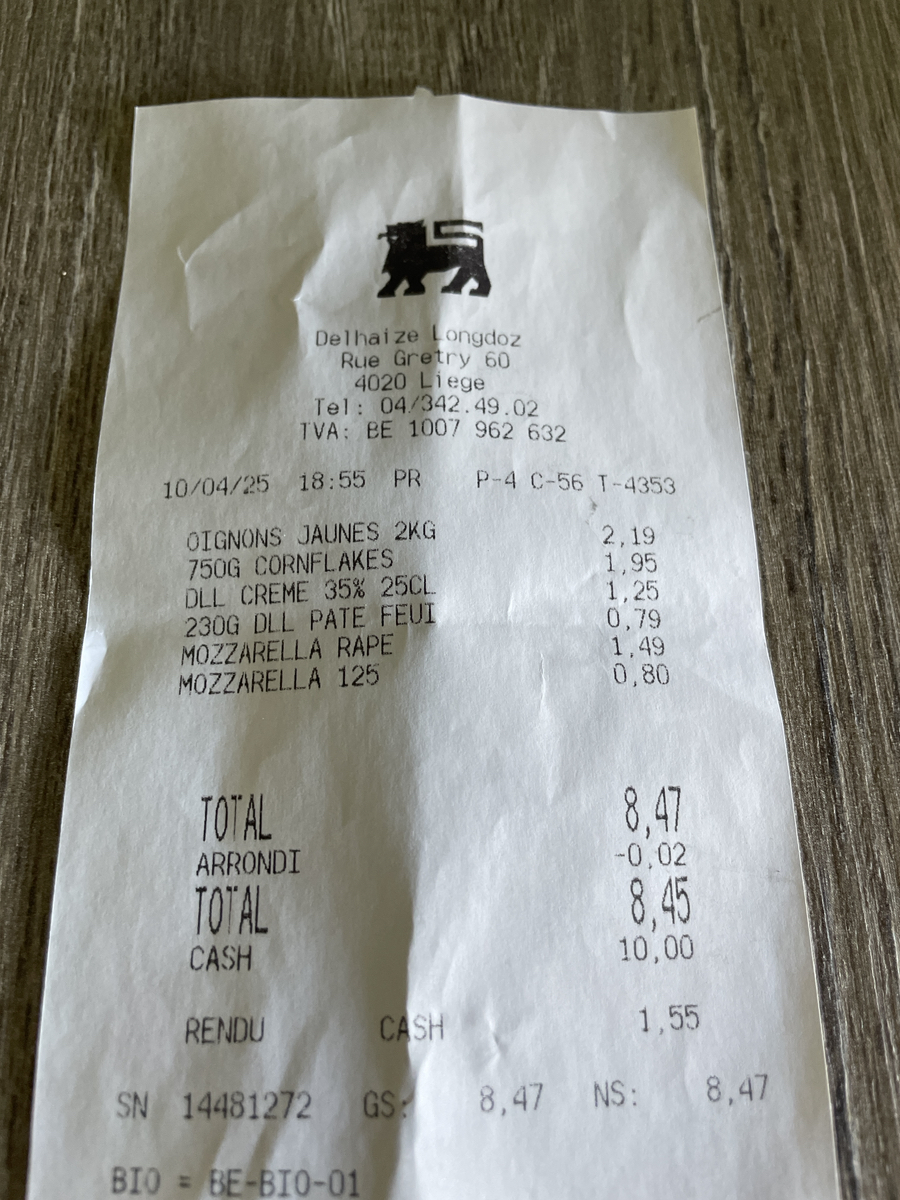 Delhaize Longdoz
Rue Gretry 60
4020 Liege
Tel: 04/342.49.02
TVA: BE 1007 962 632
10/04/25 18:55 PR P-4 C-56 T-4353
OIGNONS JAUNES 2KG 2,19
750G CORNFLAKES 1,95
DLL CREME 35% 25CL 1,25
230G DLL PATE FEUI 0,79
MOZZARELLA RAPE 1,49
MOZZARELLA 125 0,80
TOTAL 8,47
ARRONDI -0,02
TOTAL 8,45
CASH 10,00
RENDU CASH 1,55
SN 14481272 GS: 8,47 NS: 8,47
BIO = BE-BIO-01